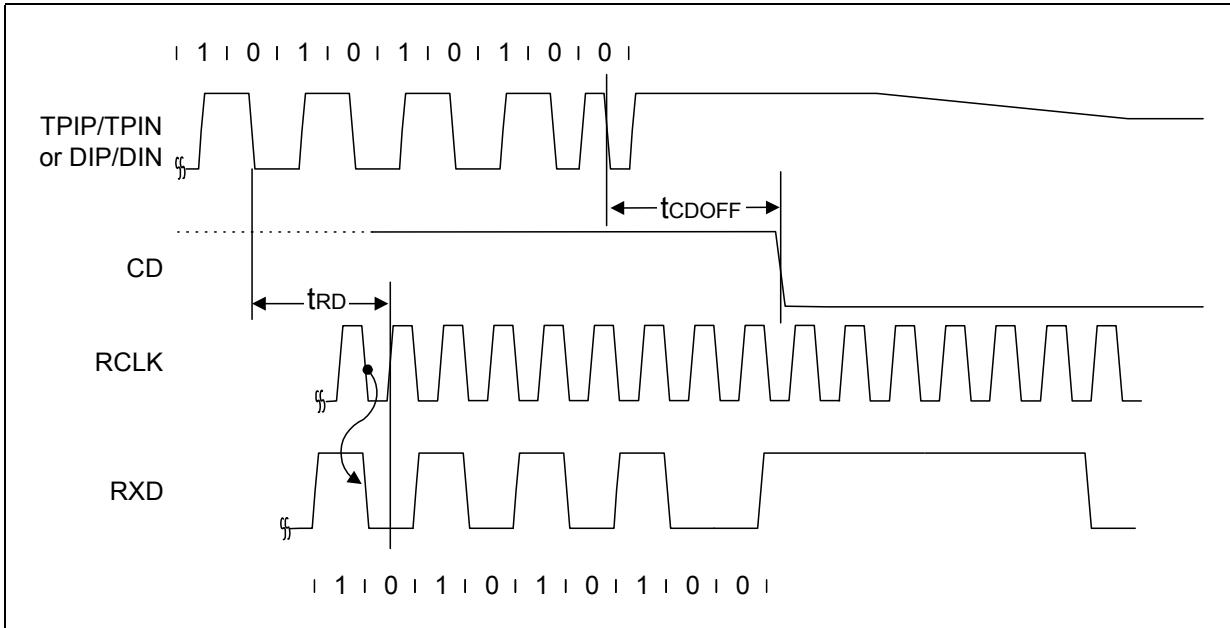 1 0 1 0 1 0 1 0 0
TPIP/TPIN
or DIP/DIN
tCDOFF
CD
tRD
RCLK
RXD
1 0 1 0 1 0 1 0 0